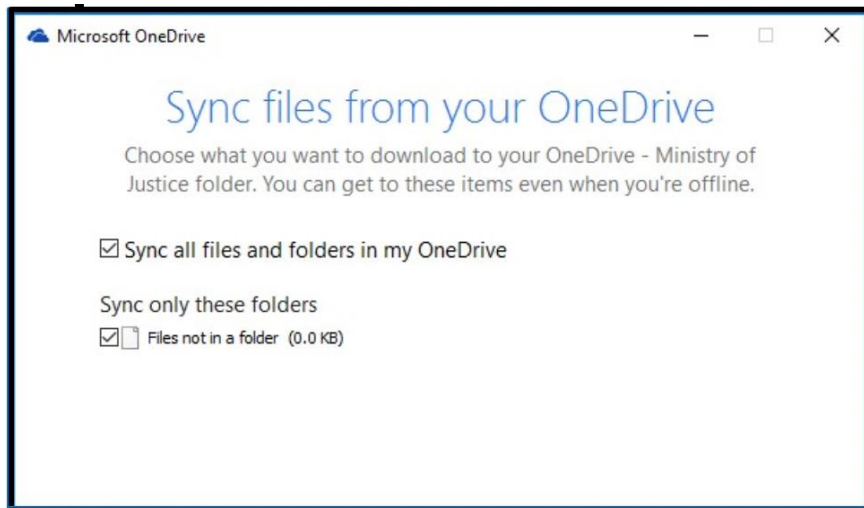 Microsoft OneDrive
Sync files from your OneDrive
Choose what you want to download to your OneDrive - Ministry of
Justice folder. You can get to these items even when you're offline.
Sync all files and folders in my OneDrive
Sync only these folders
Files not in a folder (0.0 KB)